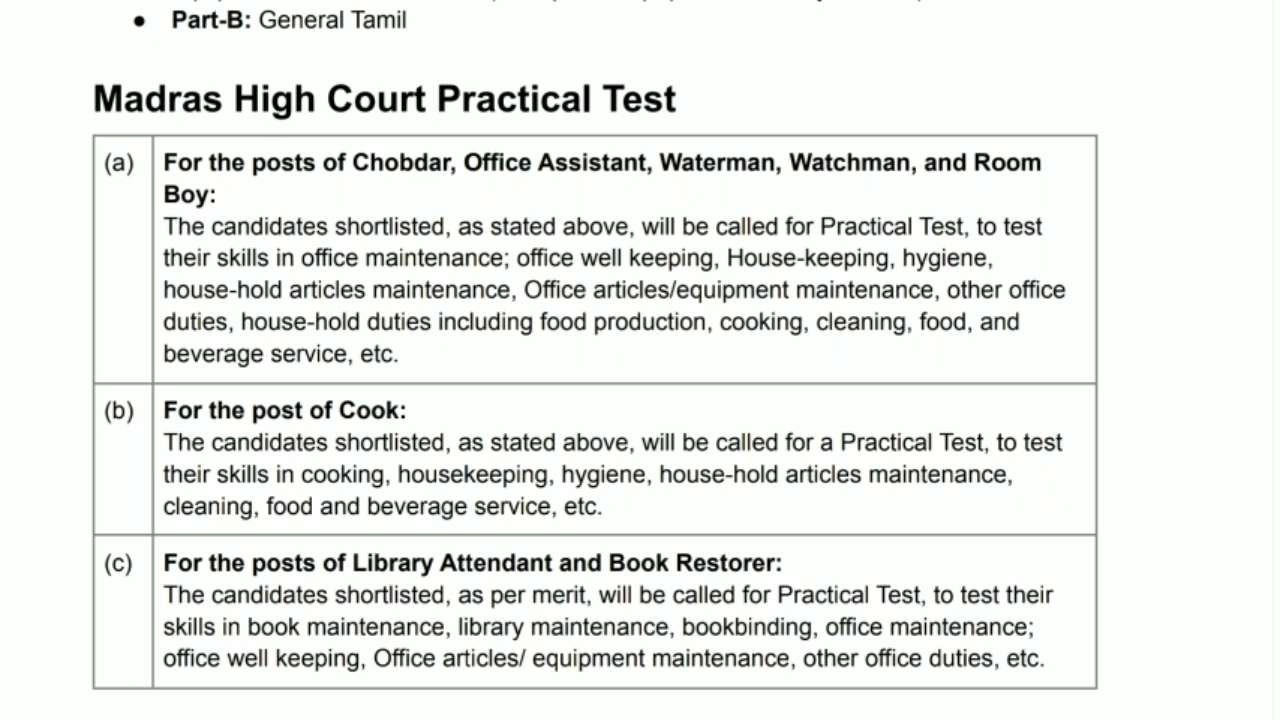 ● Part-B: General Tamil
Madras High Court Practical Test
(a) For the posts of Chobdar, Office Assistant, Waterman, Watchman, and Room
Boy:
The candidates shortlisted, as stated above, will be called for Practical Test, to test
their skills in office maintenance; office well keeping, House-keeping, hygiene,
house-hold articles maintenance, Office articles/equipment maintenance, other office
duties, house-hold duties including food production, cooking, cleaning, food, and
beverage service, etc.
(b) For the post of Cook:
The candidates shortlisted, as stated above, will be called for a Practical Test, to test
their skills in cooking, housekeeping, hygiene, house-hold articles maintenance,
cleaning, food and beverage service, etc.
(c) For the posts of Library Attendant and Book Restorer:
The candidates shortlisted, as per merit, will be called for Practical Test, to test their
skills in book maintenance, library maintenance, bookbinding, office maintenance;
office well keeping, Office articles/ equipment maintenance, other office duties, etc.